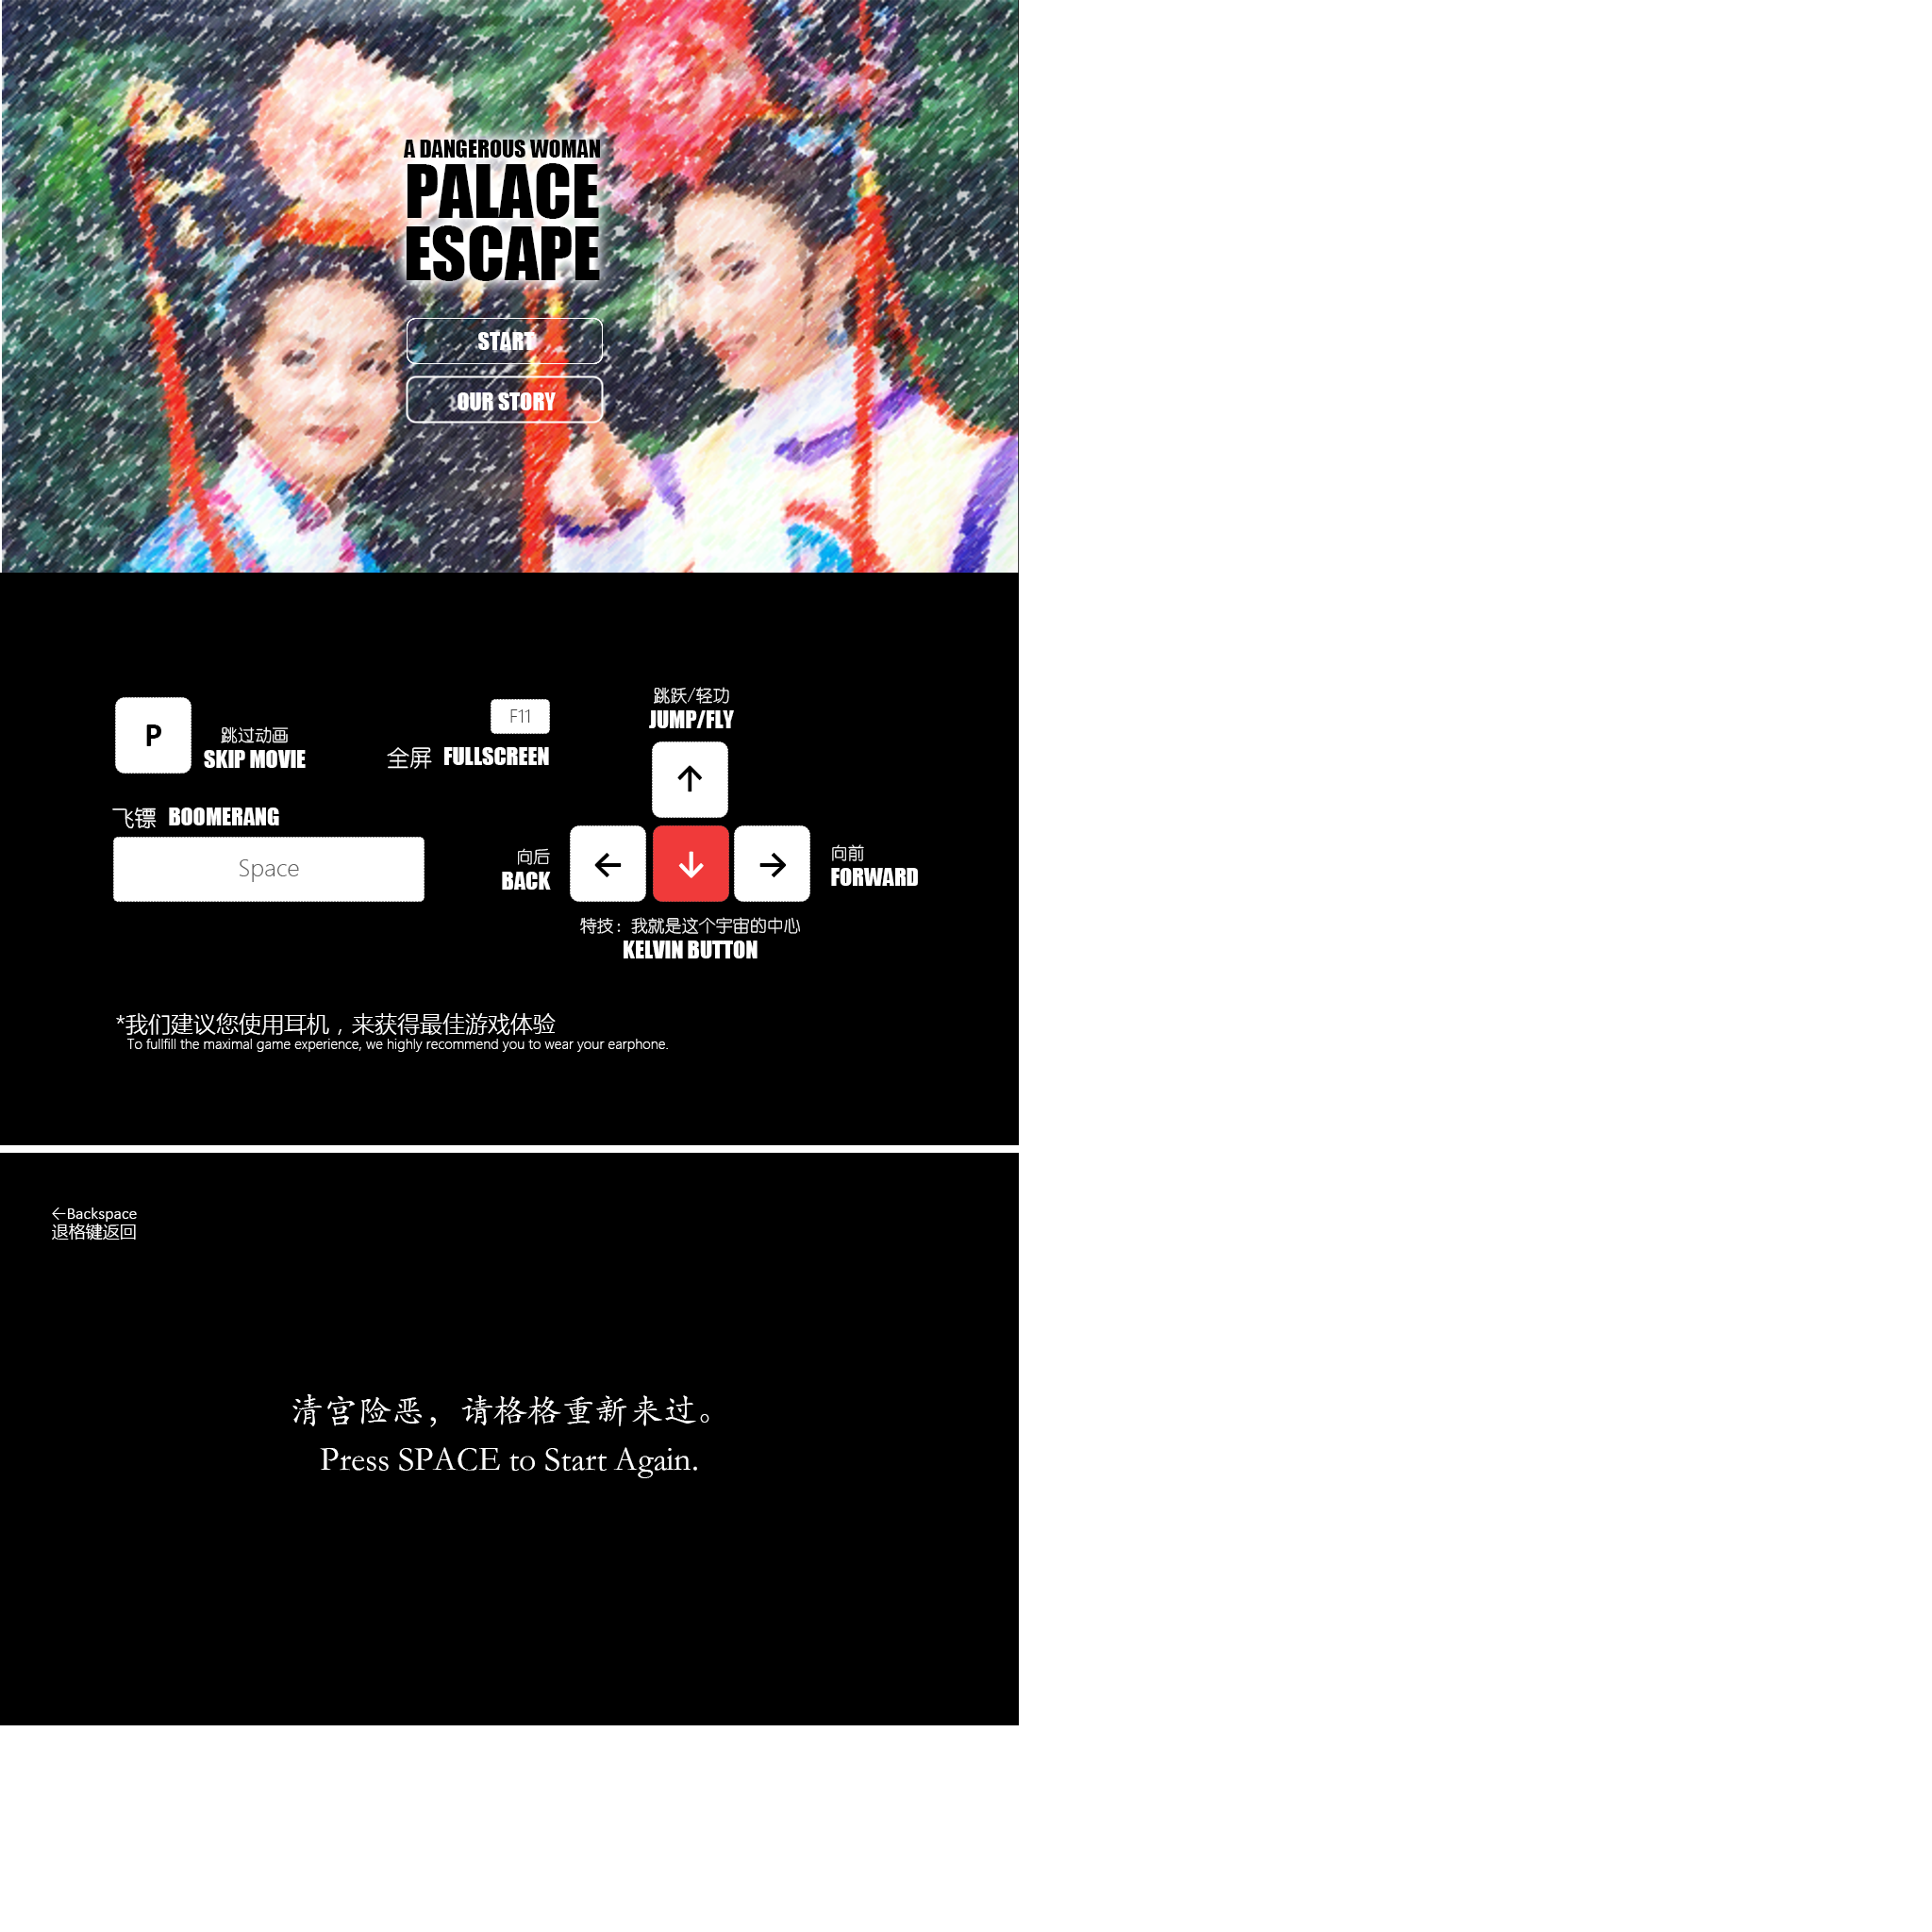 A DANGEROUS WOMAN
PALACE
ESCAPE
START
OUR STORY
P
跳过动画
SKIP MOVIE
F11
全屏 FULLSCREEN
跳跃/轻功
JUMP/FLY
↑
飞镖 BOOMERANG
Space
向后
BACK
← ↓ →
向前
FORWARD
特技：我就是这个宇宙的中心
KELVIN BUTTON
*我们建议您使用耳机，来获得最佳游戏体验
To fullfill the maximal game experience, we highly recommend you to wear your earphone.
←Backspace
退格键返回
清宫险恶，请格格重新来过。
Press SPACE to Start Again.